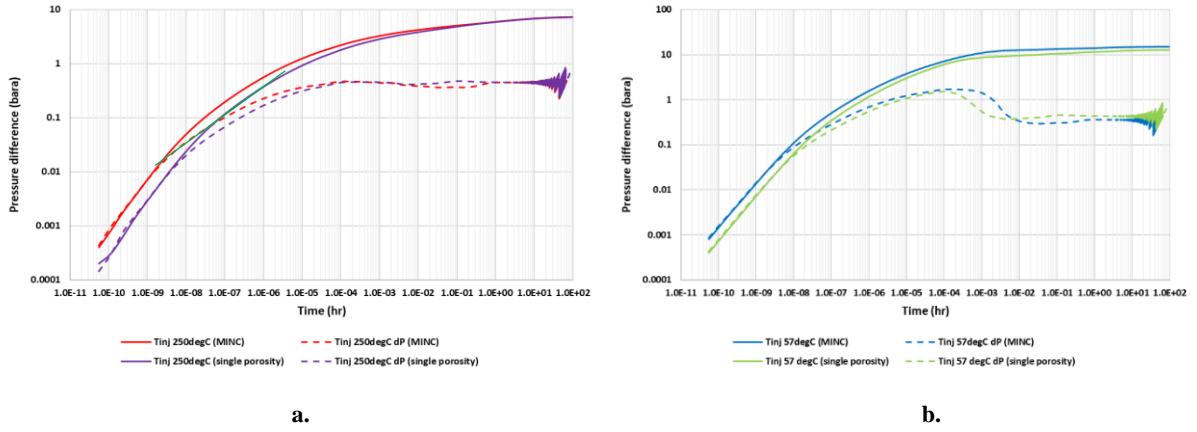 10
1
0.1
0.01
0.001
0.0001
Pressure difference (bara)
1.0E-11 1.0E-10 1.0E-09 1.0E-08 1.0E-07 1.0E-06 1.0E-05 1.0E-04 1.0E-03 1.0E-02 1.0E-01 1.0E+00 1.0E+01 1.0E+02
Time (hr)
Tinj 250degC (MINC) Tinj 250degC dP (MINC)
Tinj 250degC (single porosity) Tinj 250degC dP (single porosity)
a.
100
10
1
0.1
0.01
0.001
0.0001
Pressure difference (bara)
1.0E-11 1.0E-10 1.0E-09 1.0E-08 1.0E-07 1.0E-06 1.0E-05 1.0E-04 1.0E-03 1.0E-02 1.0E-01 1.0E+00 1.0E+01 1.0E+02
Time (hr)
Tinj 57degC (MINC) Tinj 57degC dP (MINC)
Tinj 57 degC (single porosity) Tinj 57 degC dP (single porosity)
b.